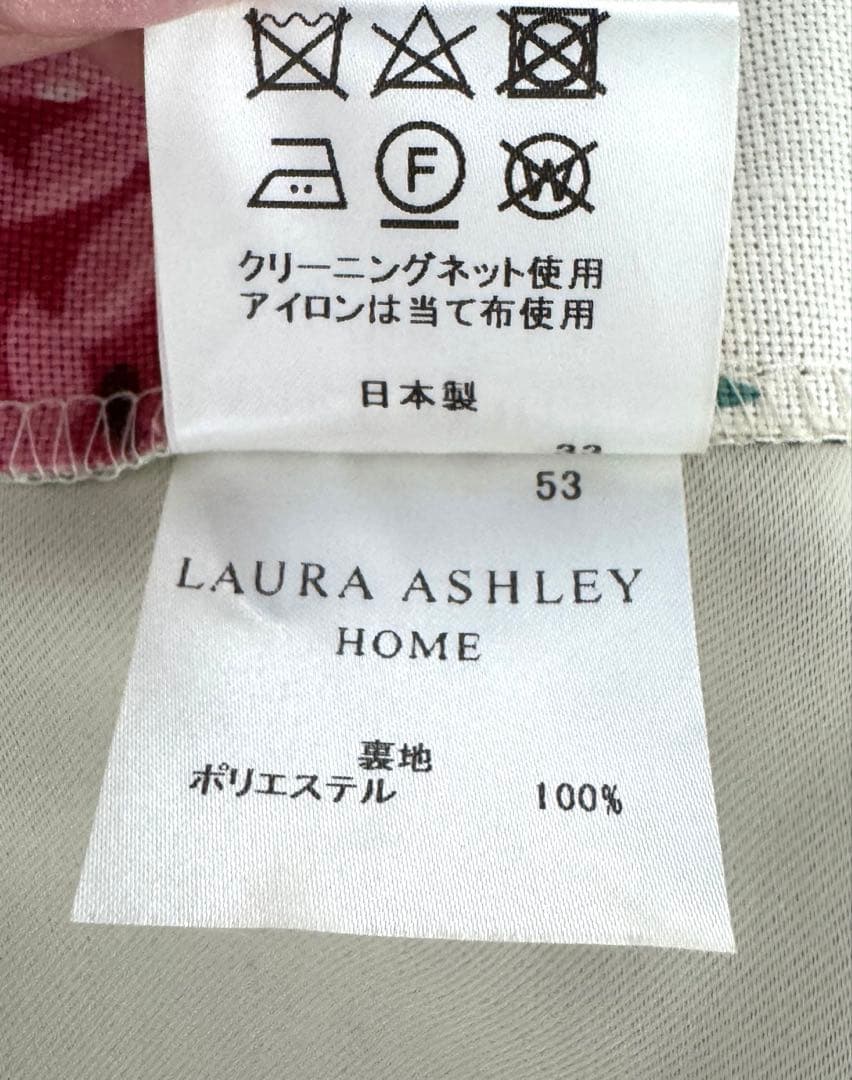 F W
クリーニングネット使用
アイロンは当て布使用
日本製
53
LAURA ASHLEY
HOME
裏地
ポリエステル 100%